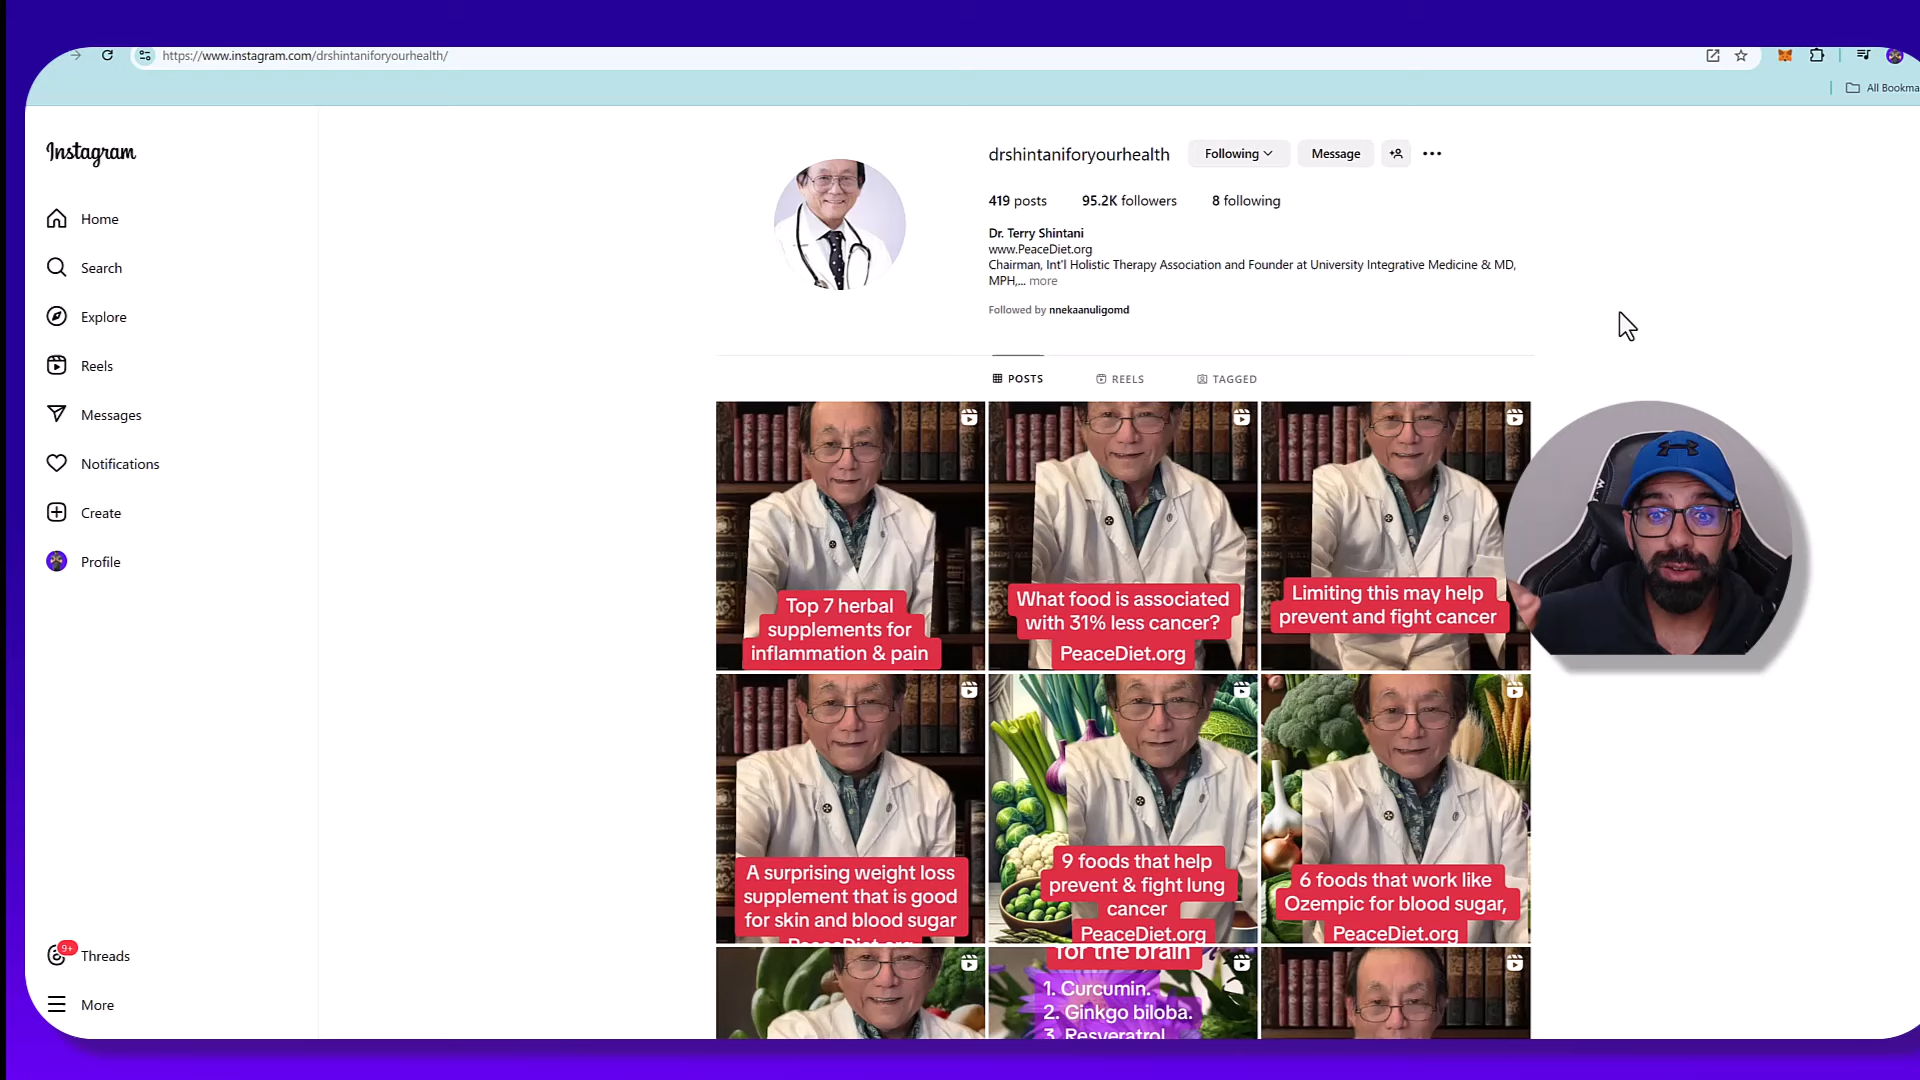 https://www.instagram.com/drshintaniforyourhealth/
All Bookma
Instagram
Home
Search
Explore
Reels
Messages
Notifications
Create
Profile
9+
Threads
More
drshintaniforyourhealth
Following
Message
419 posts
95.2K followers
8 following
Dr. Terry Shintani
www.PeaceDiet.org
Chairman, Int'l Holistic Therapy Association and Founder at University Integrative Medicine & MD,
MPH,... more
Followed by nnekaanuligomd
POSTS
REELS
TAGGED
Top 7 herbal
supplements for
inflammation & pain
What food is associated
with 31% less cancer?
PeaceDiet.org
Limiting this may help
prevent and fight cancer
A surprising weight loss
supplement that is good
for skin and blood sugar
PeaceDiet.org
9 foods that help
prevent & fight lung
cancer
PeaceDiet.org
6 foods that work like
Ozempic for blood sugar,
PeaceDiet.org
for the brain
1. Curcumin.
2. Ginkgo biloba.
3. Resveratrol